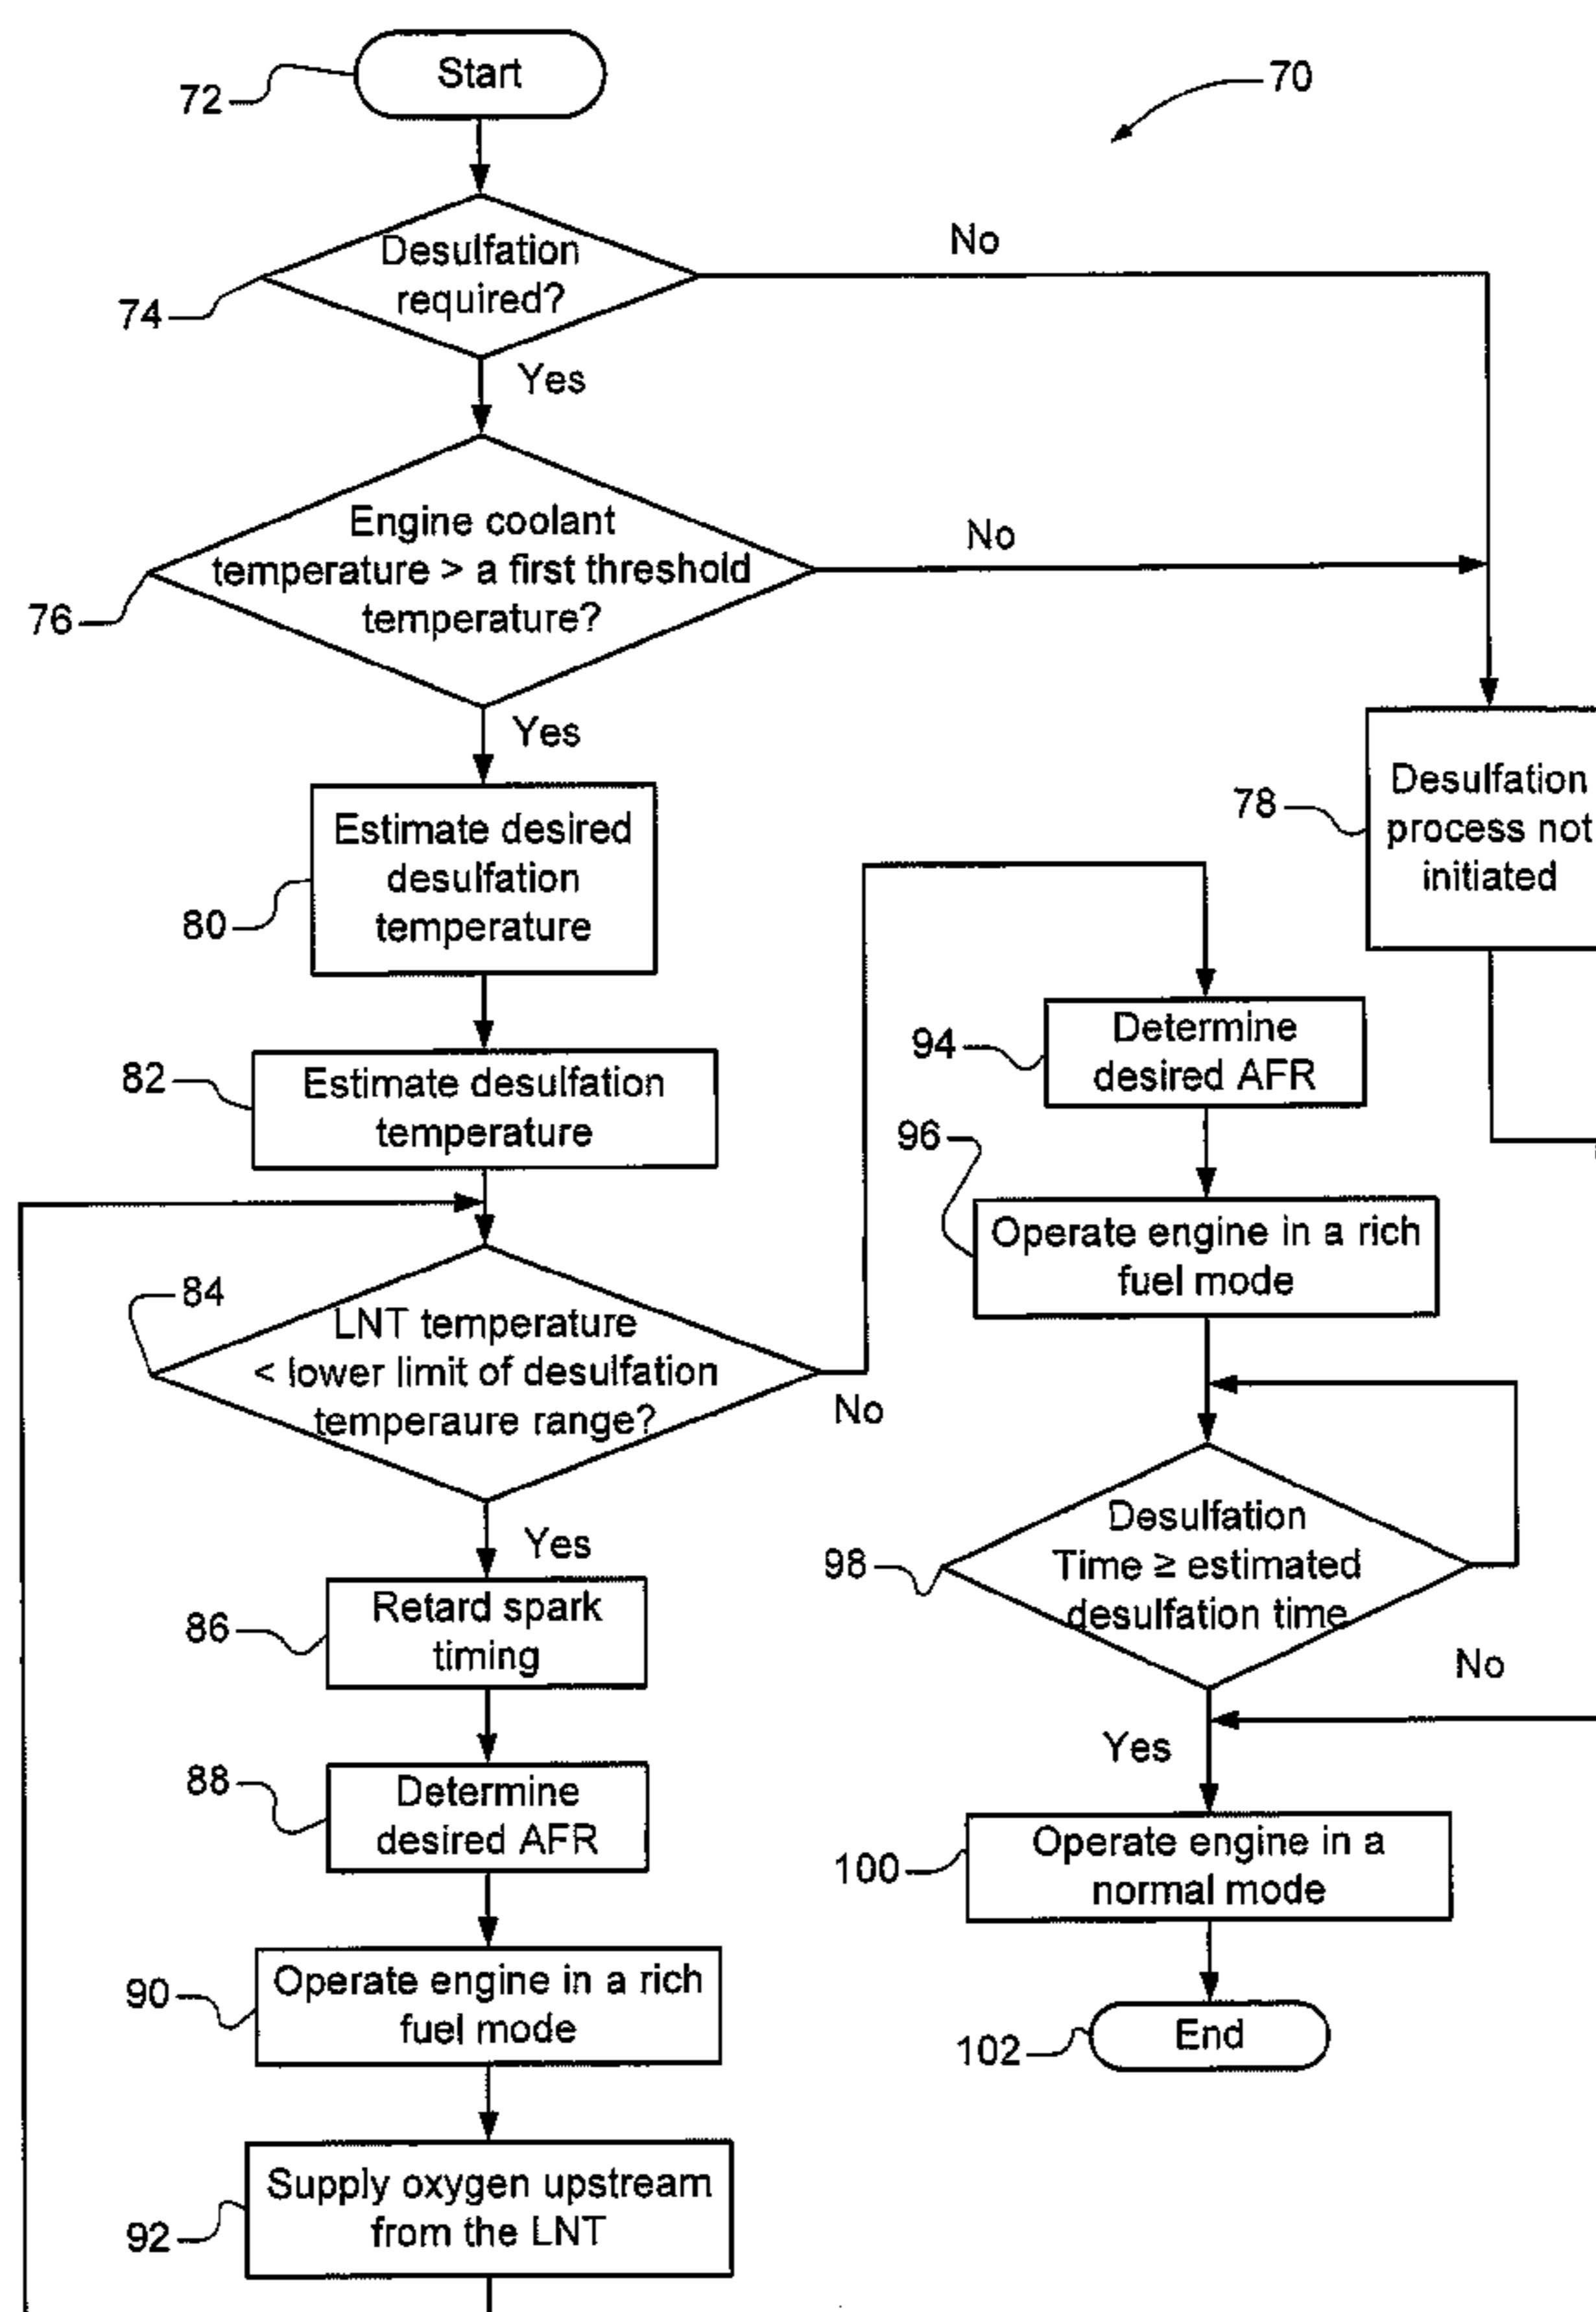 Start
72
70
Desulfation
required?
74
No
Yes
Engine coolant
temperature > a first threshold
temperature?
76
No
Yes
Estimate desired
desulfation
temperature
80
Desulfation
process not
initiated
78
Estimate desulfation
temperature
82
Determine
desired AFR
94
96
Operate engine in a rich
fuel mode
84
LNT temperature
< lower limit of desulfation
temperaure range?
No
Yes
Desulfation
Time ≥ estimated
desulfation time
98
No
Yes
Retard spark
timing
86
Determine
desired AFR
88
Operate engine in a
normal mode
100
Operate engine in a rich
fuel mode
90
End
102
Supply oxygen upstream
from the LNT
92